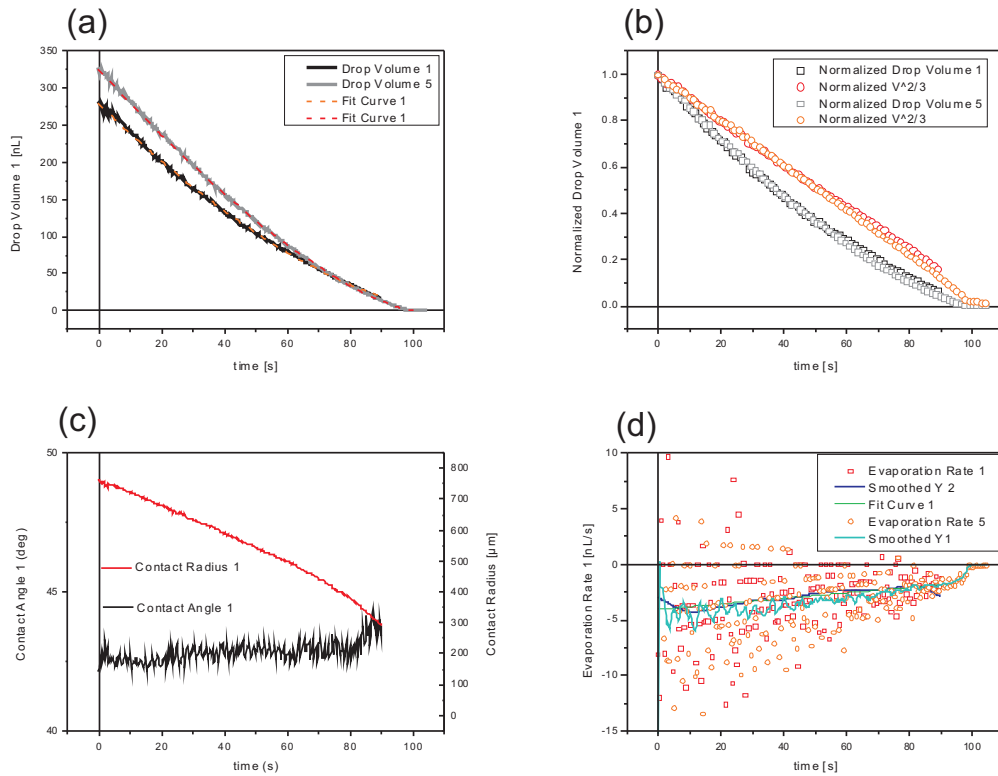 (a)
350
300
250
200
150
100
50
0
Drop Volume 1 [nL]
Drop Volume 1
Drop Volume 5
Fit Curve 1
Fit Curve 1
0 20 40 60 80 100
time [s]
(b)
1.0
0.8
0.6
0.4
0.2
0.0
Normalized Drop Volume 1
Normalized Drop Volume 1
Normalized V^2/3
Normalized Drop Volume 5
Normalized V^2/3
0 20 40 60 80 100
time [s]
(c)
50
45
40
Contact Angle 1 (deg)
Contact Radius 1
Contact Angle 1
800
700
600
500
400
300
200
100
0
Contact Radius [µm]
0 20 40 60 80 100
time (s)
(d)
10
5
0
-5
-10
-15
Evaporation Rate 1 [nL/s]
Evaporation Rate 1
Smoothed Y 2
Fit Curve 1
Evaporation Rate 5
Smoothed Y1
0 20 40 60 80 100
time [s]